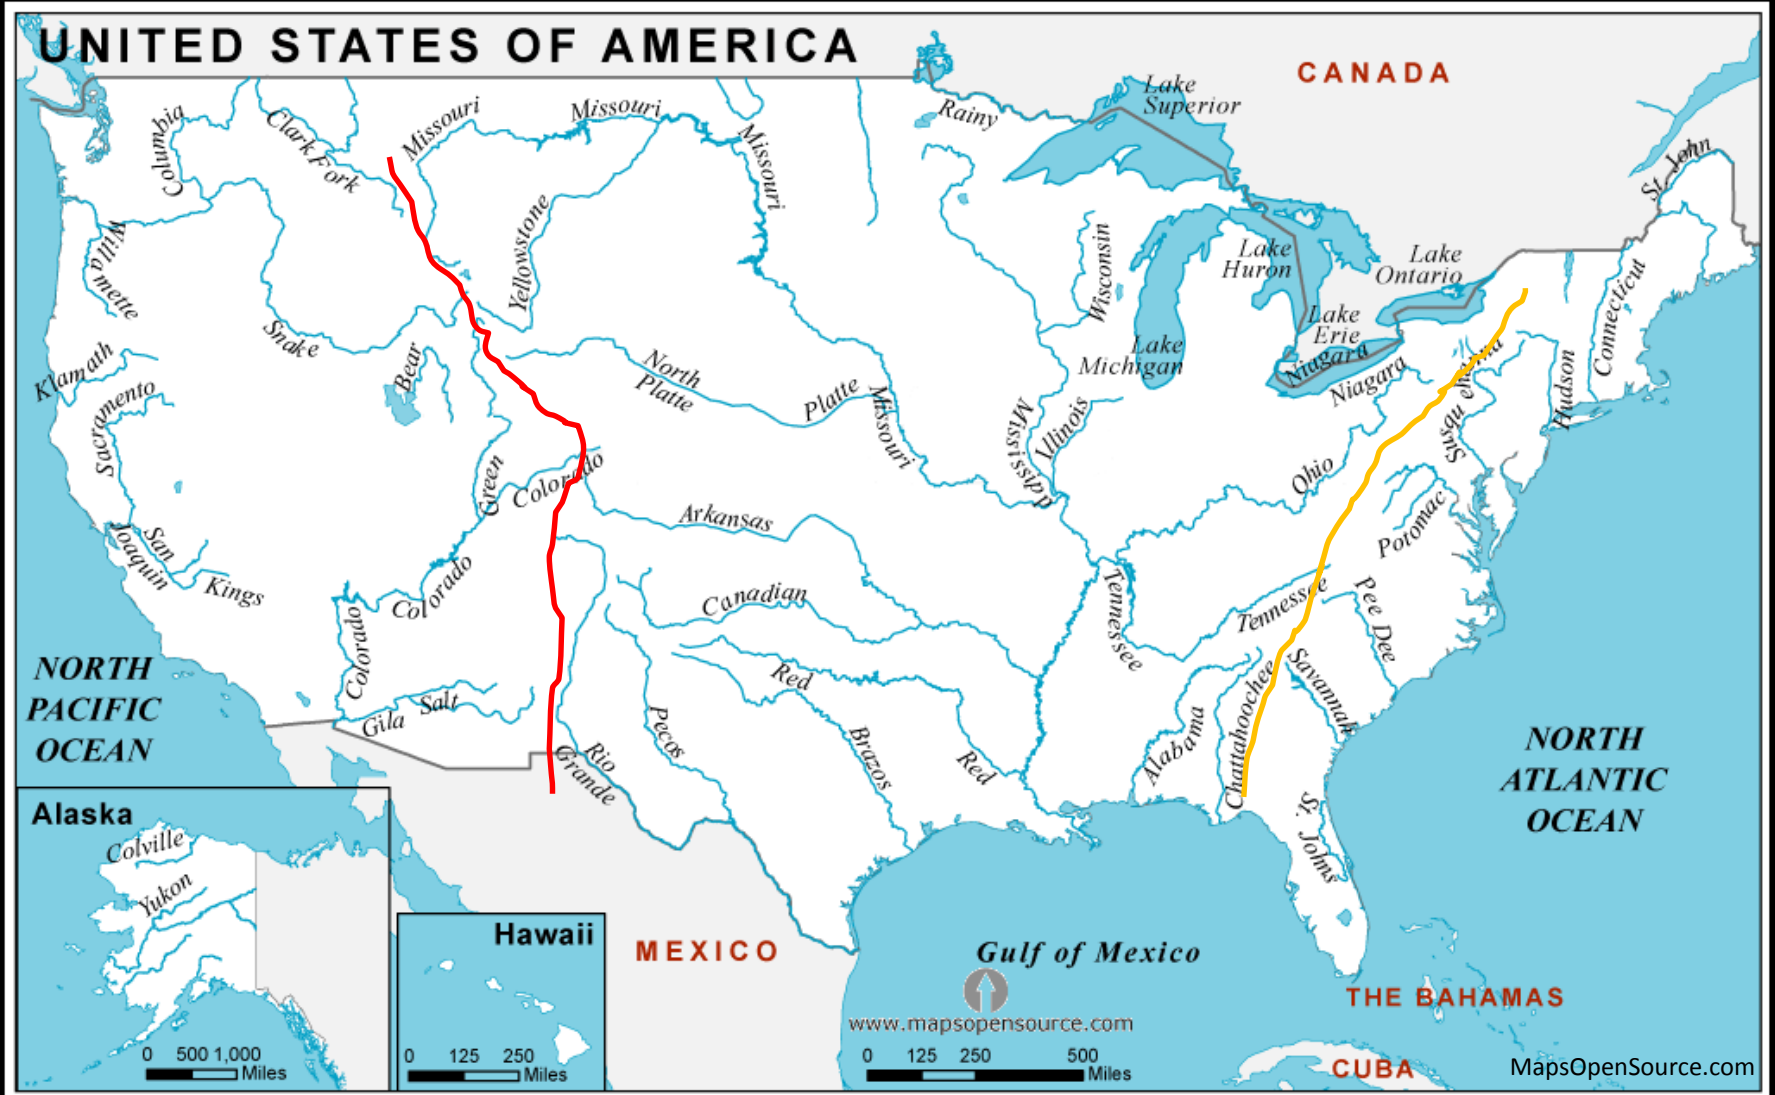 UNITED STATES OF AMERICA
CANADA
Lake
Superior
Rainy
Missouri
Missouri
Missouri
Columbia
Clark Fork
St. John
Willamette
Yellowstone
Wisconsin
Lake
Huron
Lake
Ontario
Connecticut
Snake
Lake
Erie
Lake
Michigan
Niagara
Niagara
Susquehanna
Hudson
Klamath
Bear
North
Platte
Platte
Missouri
Sacramento
Mississippi
Illinois
Green
Colorado
Ohio
Arkansas
Potomac
San
Joaquin
Kings
Colorado
Canadian
Tennessee
Tennessee
Pee Dee
Colorado
NORTH
PACIFIC
OCEAN
Gila
Salt
Pecos
Red
Brazos
Red
Alabama
Chattahoochee
Savannah
NORTH
ATLANTIC
OCEAN
Rio
Grande
St. Johns
Alaska
Colville
Yukon
0 500 1,000
Miles
Hawaii
0 125 250
Miles
MEXICO
Gulf of Mexico
www.mapsopensource.com
0 125 250 500
Miles
THE BAHAMAS
CUBA
MapsOpenSource.com